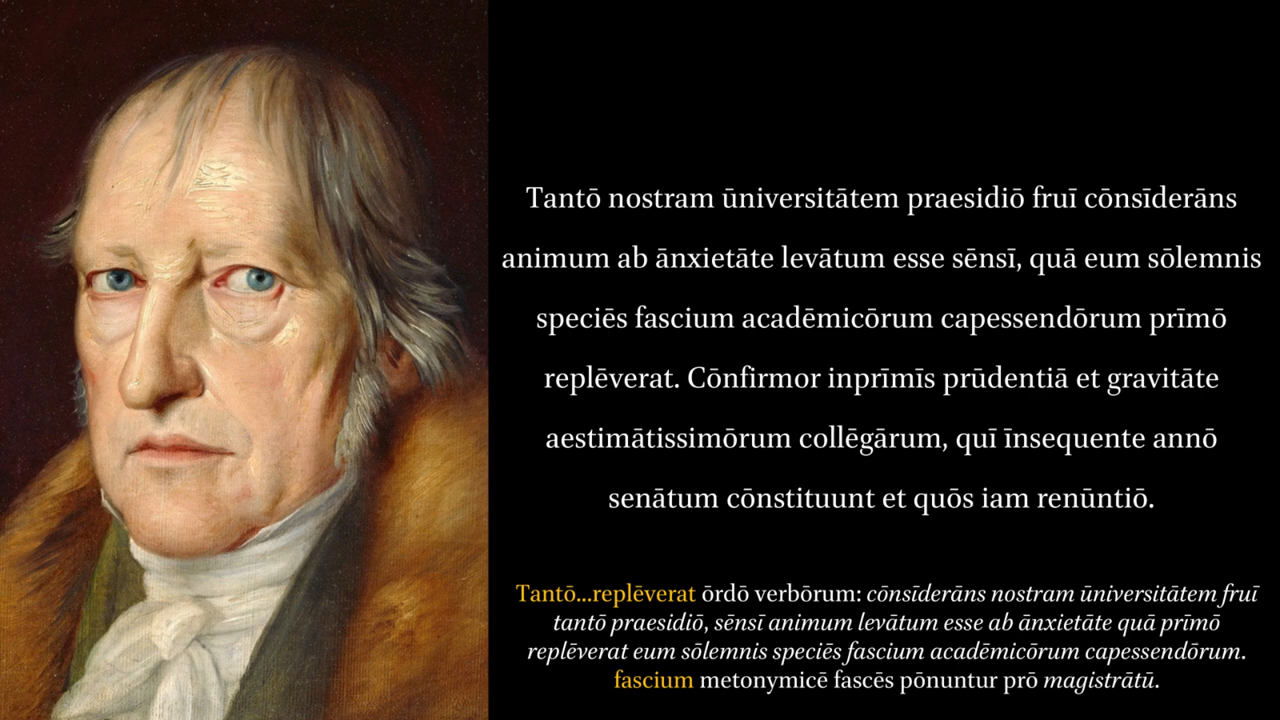 Tantō nostram ūniversitātem praesidiō fruī cōnsīderāns
animum ab ānxietāte levātum esse sēnsī, quā eum sōlemnis
speciēs fascium acadēmicōrum capessendōrum prīmō
replēverat. Cōnfirmor inprīmīs prūdentiā et gravitāte
aestimātissimōrum collēgārum, quī īnsequente annō
senātum cōnstituunt et quōs iam renūntiō.
Tantō...replēverat ōrdō verbōrum: cōnsīderāns nostram ūniversitātem fruī
tantō praesidiō, sēnsī animum levātum esse ab ānxietāte quā prīmō
replēverat eum sōlemnis speciēs fascium acadēmicōrum capessendōrum.
fascium metonymicē fascēs pōnuntur prō magistrātū.